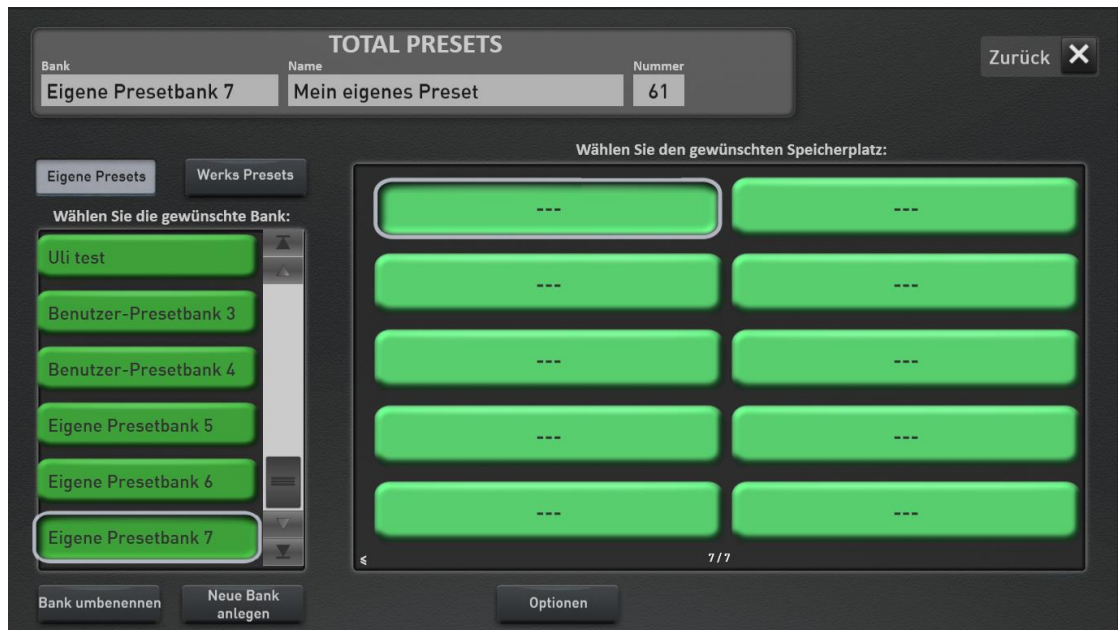 TOTAL PRESETS
Zurück
Bank
Name
Nummer
Eigene Presetbank 7
Mein eigenes Preset
61
Wählen Sie den gewünschten Speicherplatz:
Eigene Presets
Werks Presets
Wählen Sie die gewünschte Bank:
Uli test
Benutzer-Presetbank 3
Benutzer-Presetbank 4
Eigene Presetbank 5
Eigene Presetbank 6
Eigene Presetbank 7
--- ---
--- ---
--- ---
--- ---
--- ---
≤ 7/7
Bank umbenennen
Neue Bank
anlegen
Optionen